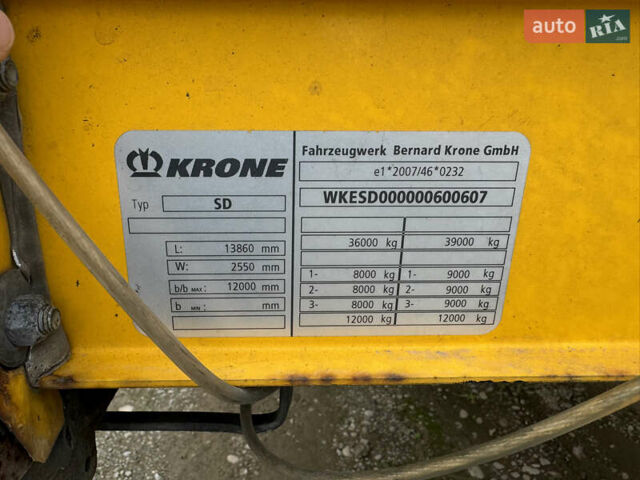 auto RIA.com
KRONE
Typ SD
L: 13860 mm
W: 2550 mm
b/b MAX: 12000 mm
b MIN: mm
Fahrzeugwerk Bernard Krone GmbH
e1*2007/46*0232
WKESD000000600607
36000 kg 39000 kg
1- 8000 kg 1- 9000 kg
2- 8000 kg 2- 9000 kg
3- 8000 kg 3- 9000 kg
12000 kg 12000 kg